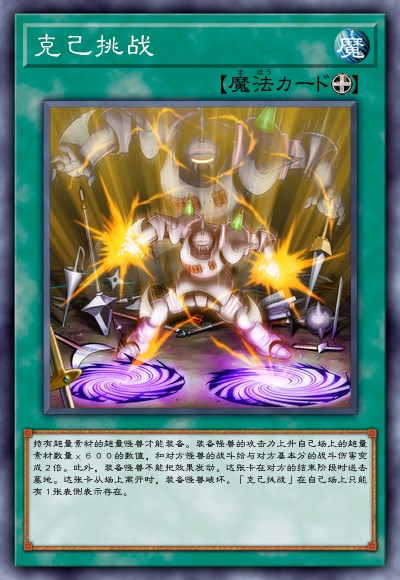 克己挑战
魔
【魔法カード】
まほう
持有超量素材的超量怪兽才能装备。装备怪兽的攻击力上升自己场上的超量
素材数量×600的数值，和对方怪兽的战斗给与对方基本分的战斗伤害变
成2倍。此外，装备怪兽不能把效果发动。这张卡在对方的结束阶段时送去
墓地。这张卡从场上离开时，装备怪兽破坏。「克己挑战」在自己场上只能
有1张表侧表示存在。